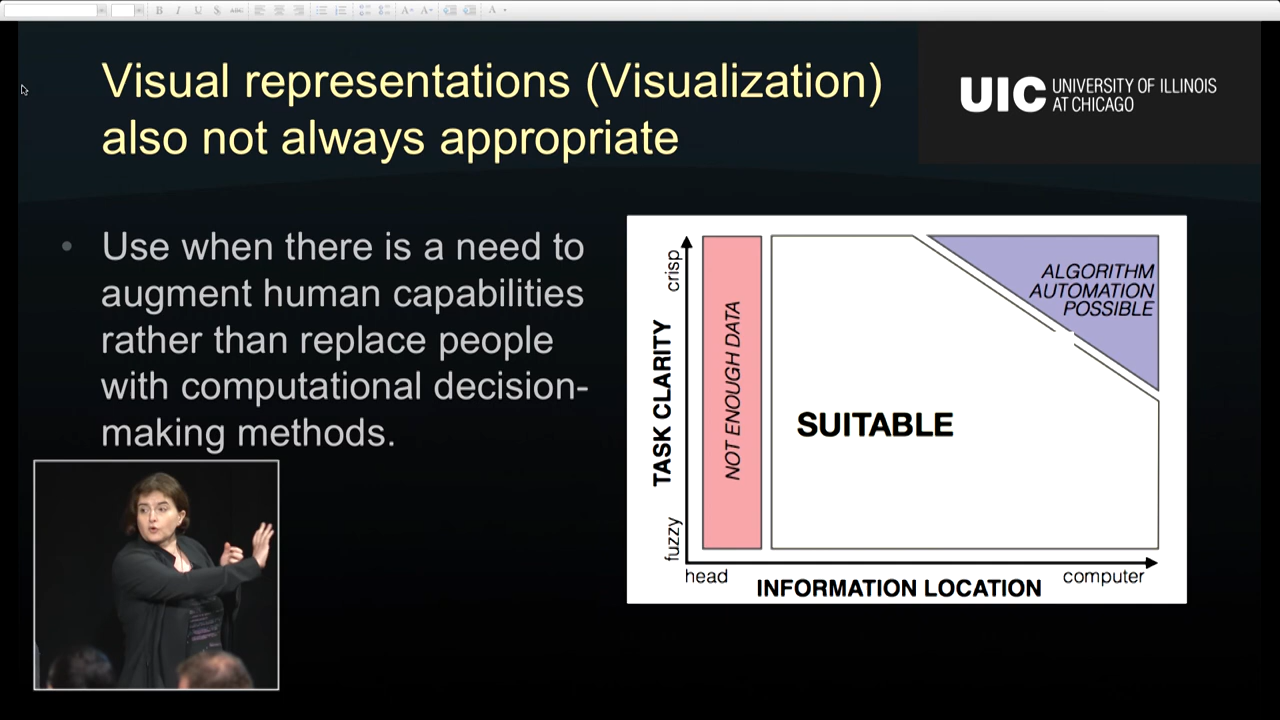 Visual representations (Visualization)
also not always appropriate
UIC UNIVERSITY OF ILLINOIS
AT CHICAGO
• Use when there is a need to
augment human capabilities
rather than replace people
with computational decision-
making methods.
TASK CLARITY
crisp
fuzzy
NOT ENOUGH DATA
SUITABLE
ALGORITHM
AUTOMATION
POSSIBLE
head
computer
INFORMATION LOCATION